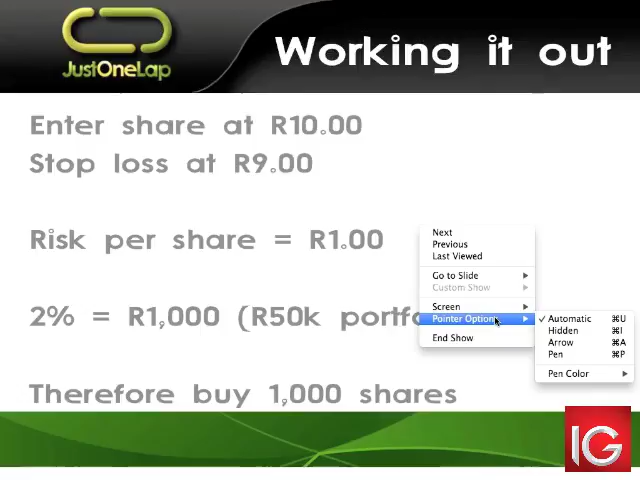 JustOneLap
Working it out
Enter share at R10.00
Stop loss at R9.00
Risk per share = R1.00
2% = R1,000 (R50k portfo
Therefore buy 1,000 shares
Next
Previous
Last Viewed
Go to Slide
Custom Show
Screen
Pointer Options
End Show
✓ Automatic ⌘U
Hidden ⌘I
Arrow ⌘A
Pen ⌘P
Pen Color
IG